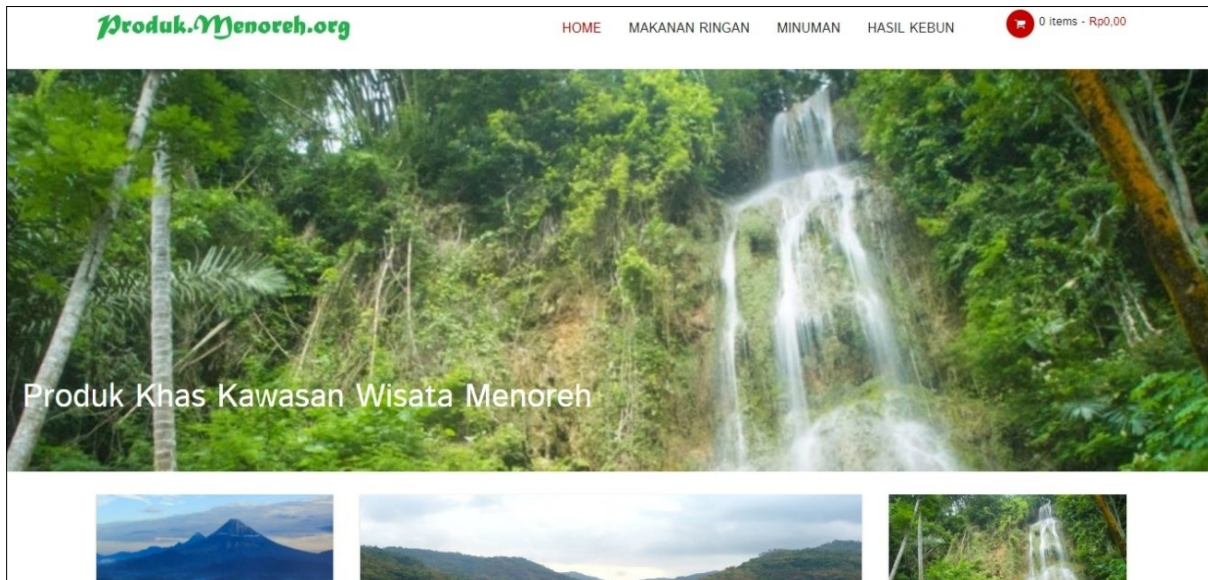 Produk.Menoreh.org
HOME MAKANAN RINGAN MINUMAN HASIL KEBUN 0 items - Rp0,00
Produk Khas Kawasan Wisata Menoreh